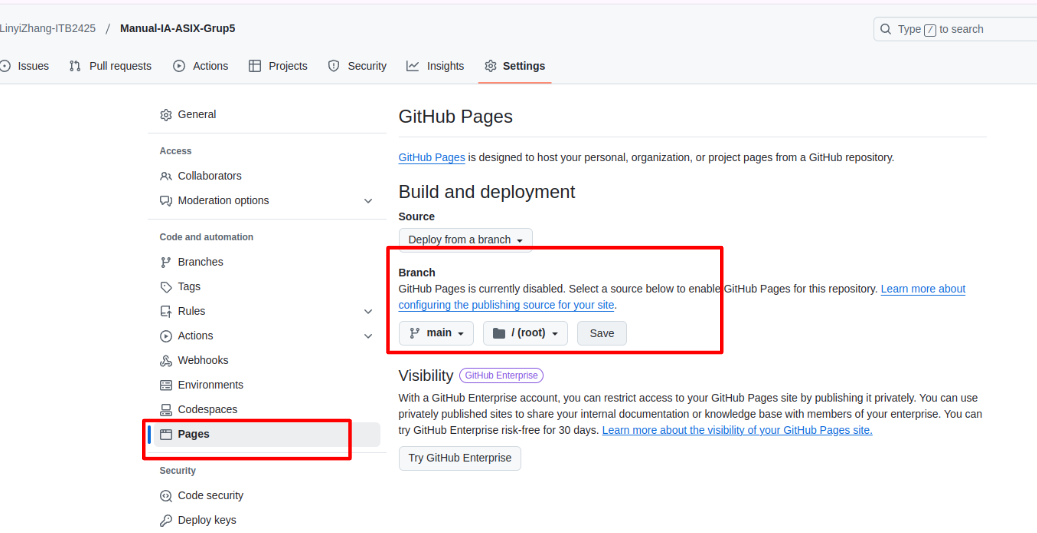 LinyiZhang-ITB2425 / Manual-IA-ASIX-Grup5
Type / to search
Issues Pull requests Actions Projects Security Insights Settings
General
Access
Collaborators
Moderation options
Code and automation
Branches
Tags
Rules
Actions
Webhooks
Environments
Codespaces
Pages
Security
Code security
Deploy keys
GitHub Pages
GitHub Pages is designed to host your personal, organization, or project pages from a GitHub repository.
Build and deployment
Source
Deploy from a branch
Branch
GitHub Pages is currently disabled. Select a source below to enable GitHub Pages for this repository. Learn more about
configuring the publishing source for your site.
main / (root) Save
Visibility GitHub Enterprise
With a GitHub Enterprise account, you can restrict access to your GitHub Pages site by publishing it privately. You can use
privately published sites to share your internal documentation or knowledge base with members of your enterprise. You can
try GitHub Enterprise risk-free for 30 days. Learn more about the visibility of your GitHub Pages site.
Try GitHub Enterprise